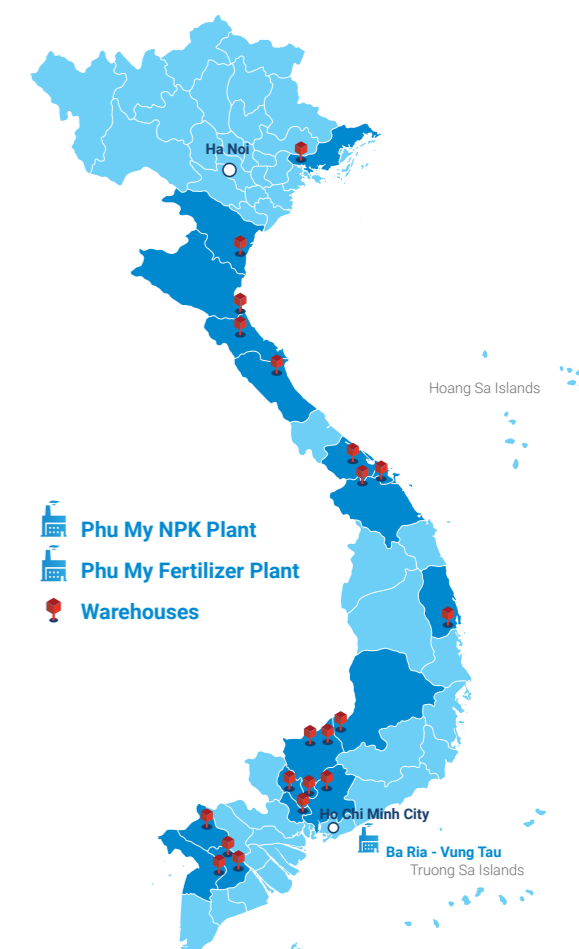 Ha Noi
Hoang Sa Islands
Phu My NPK Plant
Phu My Fertilizer Plant
Warehouses
Ho Chi Minh City
Ba Ria - Vung Tau
Truong Sa Islands